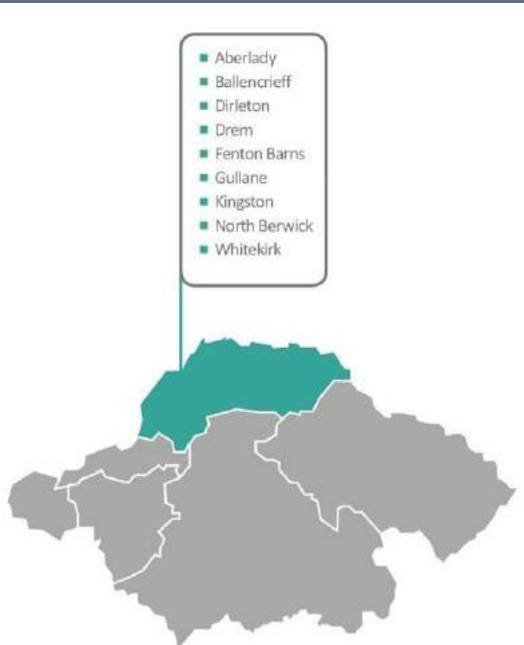 Aberlady
Ballencrieff
Dirleton
Drem
Fenton Barns
Gullane
Kingston
North Berwick
Whitekirk